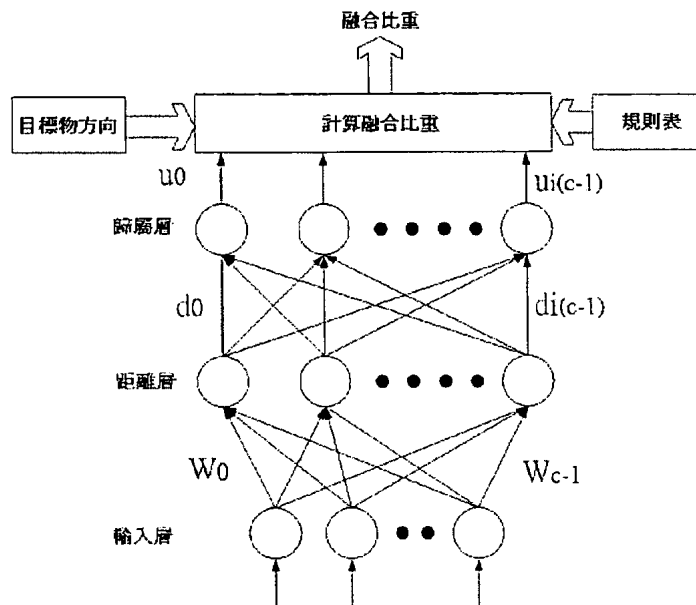 融合比重
目標物方向
計算融合比重
規則表
u0
ui(c-1)
歸屬層
d0
di(c-1)
距離層
W0
Wc-1
輸入層